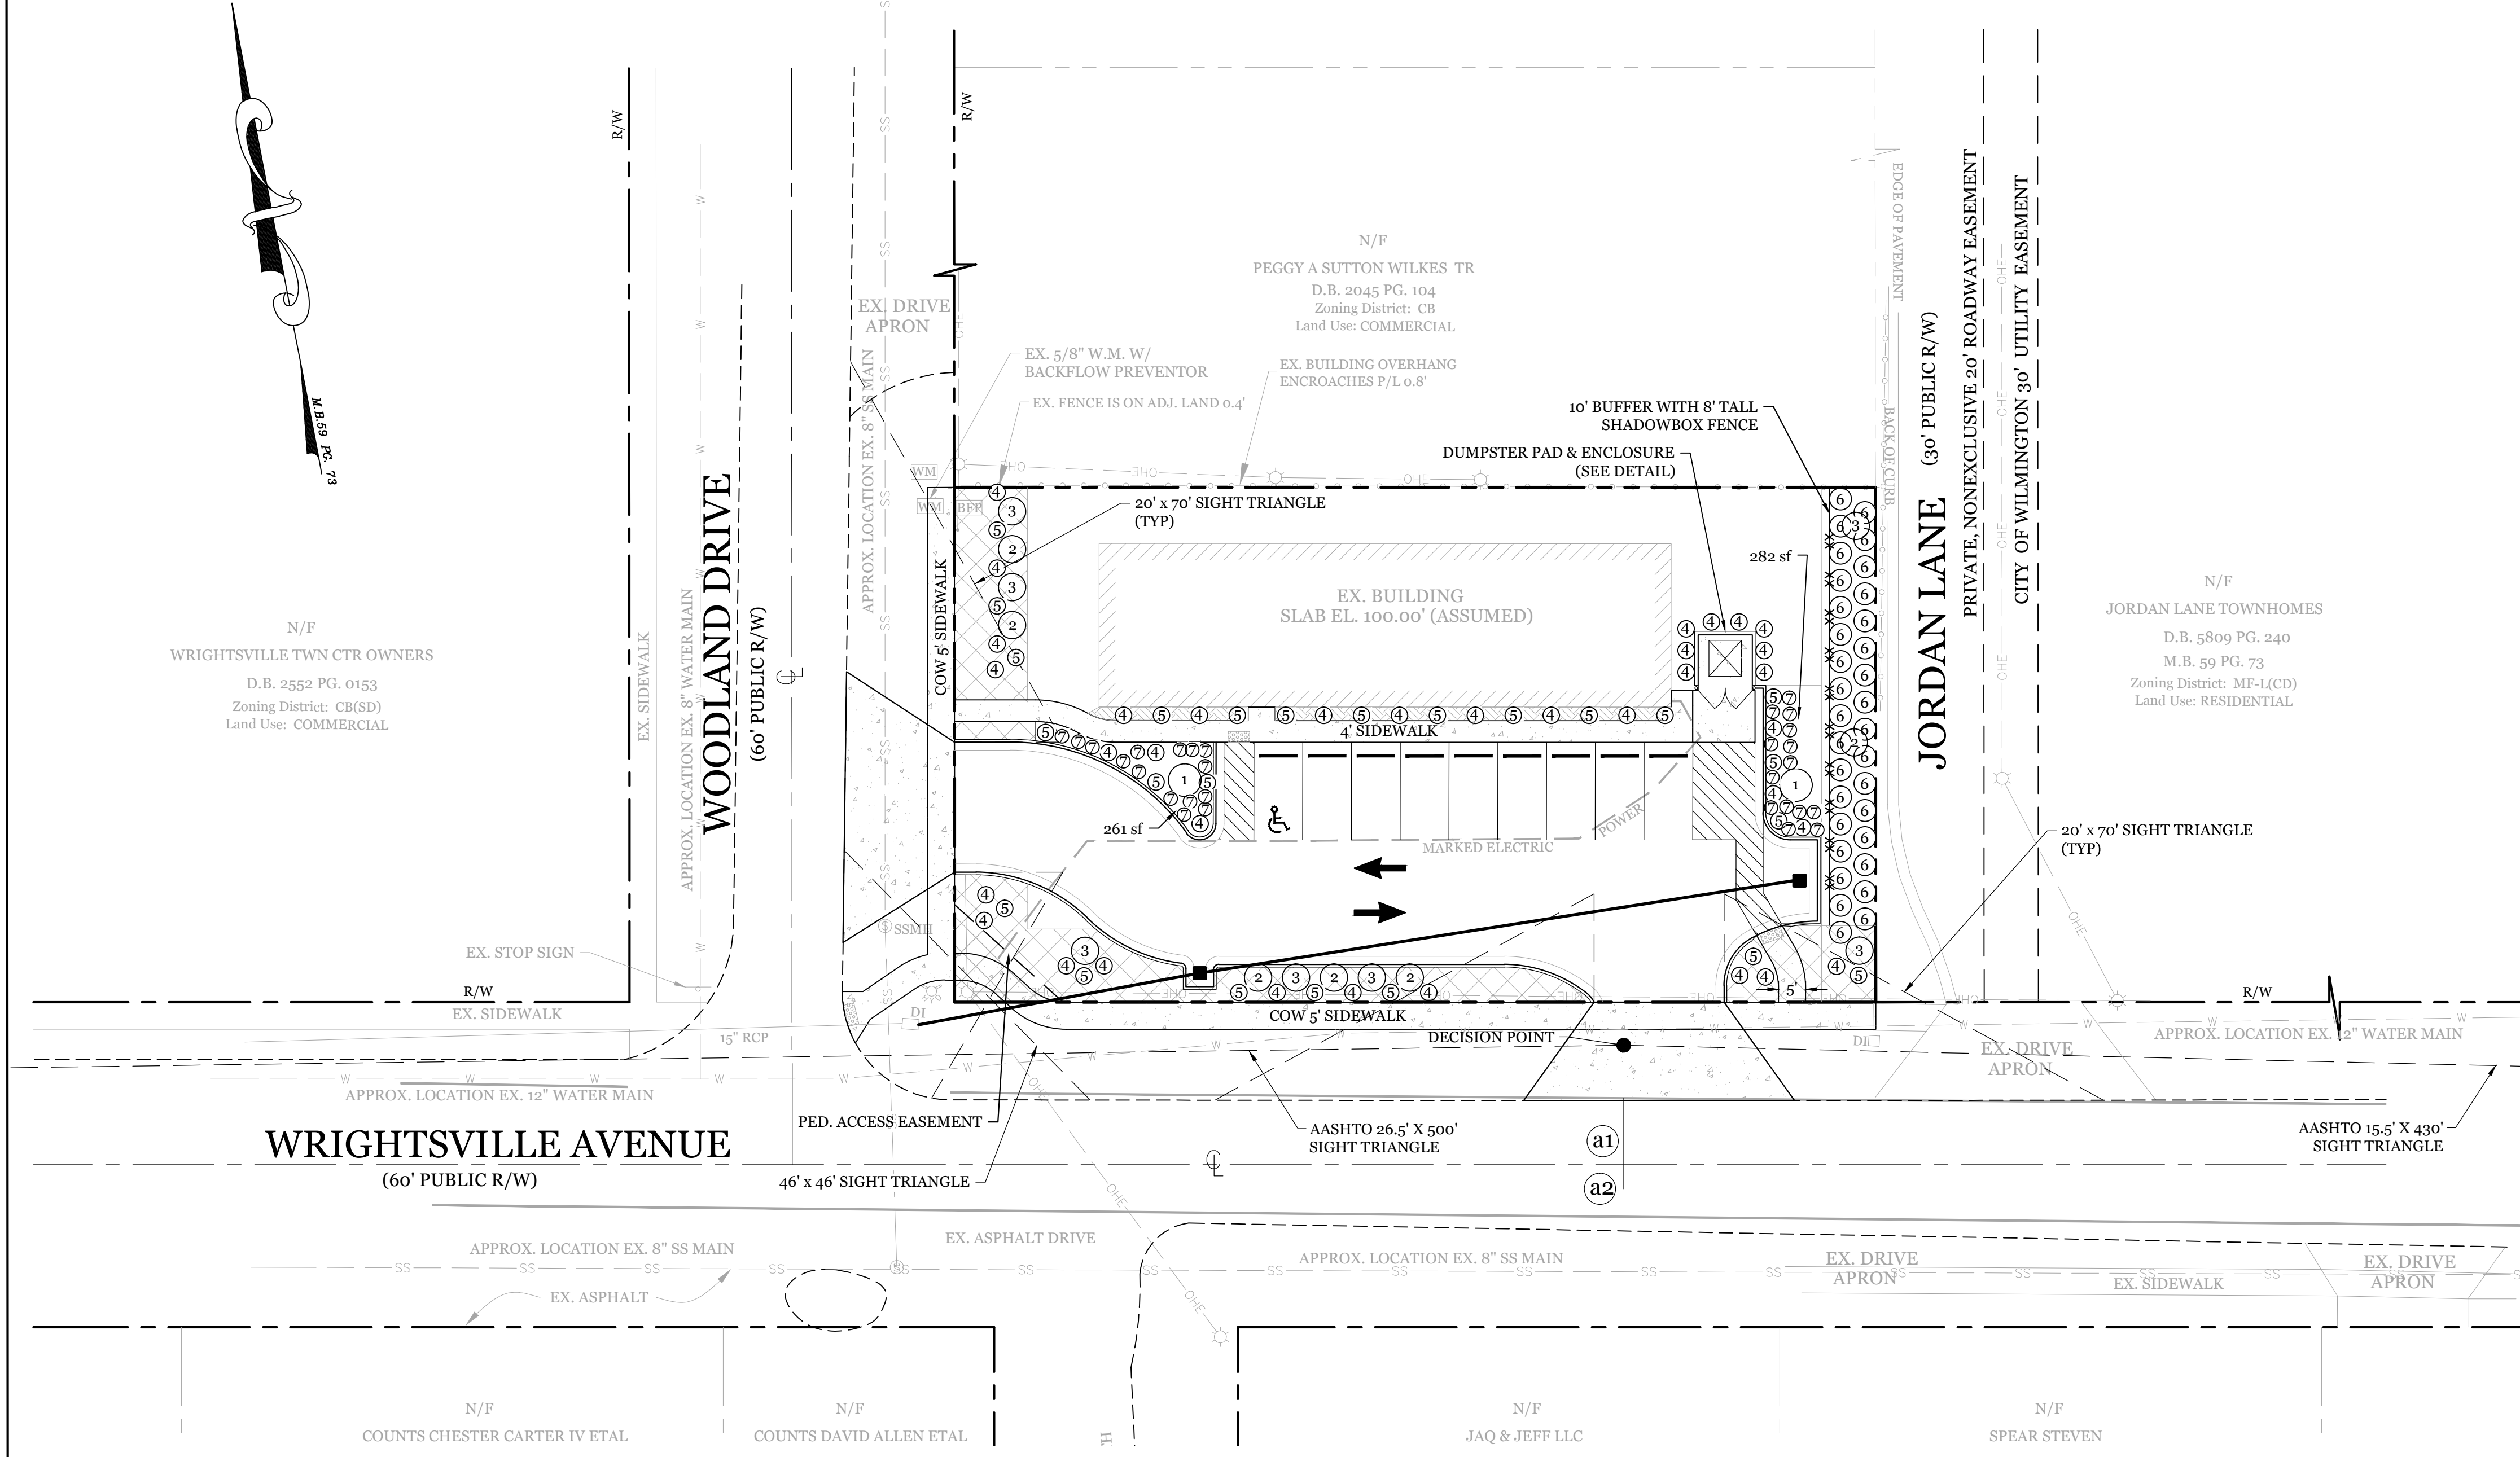 M.B.59 PG. 73
R/W
R/W
WOODLAND DRIVE
(60' PUBLIC R/W)
EX. SIDEWALK
APPROX. LOCATION EX. 8" WATER MAIN
APPROX. LOCATION EX. 8" SS MAIN
EX. DRIVE
APRON
N/F
PEGGY A SUTTON WILKES TR
D.B. 2045 PG. 104
Zoning District: CB
Land Use: COMMERCIAL
EX. 5/8" W.M. W/
BACKFLOW PREVENTOR
EX. FENCE IS ON ADJ. LAND 0.4'
EX. BUILDING OVERHANG
ENCROACHES P/L 0.8'
10' BUFFER WITH 8' TALL
SHADOWBOX FENCE
DUMPSTER PAD & ENCLOSURE
(SEE DETAIL)
EDGE OF PAVEMENT
BACK OF CURB
JORDAN LANE
(30' PUBLIC R/W)
PRIVATE, NONEXCLUSIVE 20' ROADWAY EASEMENT
CITY OF WILMINGTON 30' UTILITY EASEMENT
WM
WM
BFP
20' x 70' SIGHT TRIANGLE
(TYP)
COW 5' SIDEWALK
282 sf
EX. BUILDING
SLAB EL. 100.00' (ASSUMED)
N/F
WRIGHTSVILLE TWN CTR OWNERS
D.B. 2552 PG. 0153
Zoning District: CB(SD)
Land Use: COMMERCIAL
N/F
JORDAN LANE TOWNHOMES
D.B. 5809 PG. 240
M.B. 59 PG. 73
Zoning District: MF-L(CD)
Land Use: RESIDENTIAL
4' SIDEWALK
261 sf
POWER
MARKED ELECTRIC
20' x 70' SIGHT TRIANGLE
(TYP)
SSMH
EX. STOP SIGN
R/W
EX. SIDEWALK
15" RCP
DI
5'
COW 5' SIDEWALK
DECISION POINT
DI
R/W
APPROX. LOCATION EX. 12" WATER MAIN
EX. DRIVE
APRON
APPROX. LOCATION EX. 12" WATER MAIN
PED. ACCESS EASEMENT
AASHTO 26.5' X 500'
SIGHT TRIANGLE
a1
AASHTO 15.5' X 430'
SIGHT TRIANGLE
WRIGHTSVILLE AVENUE
(60' PUBLIC R/W)
46' x 46' SIGHT TRIANGLE
a2
EX. ASPHALT DRIVE
APPROX. LOCATION EX. 8" SS MAIN
APPROX. LOCATION EX. 8" SS MAIN
EX. DRIVE
APRON
EX. SIDEWALK
EX. DRIVE
APRON
EX. ASPHALT
N/F
COUNTS CHESTER CARTER IV ETAL
N/F
COUNTS DAVID ALLEN ETAL
N/F
JAQ & JEFF LLC
N/F
SPEAR STEVEN